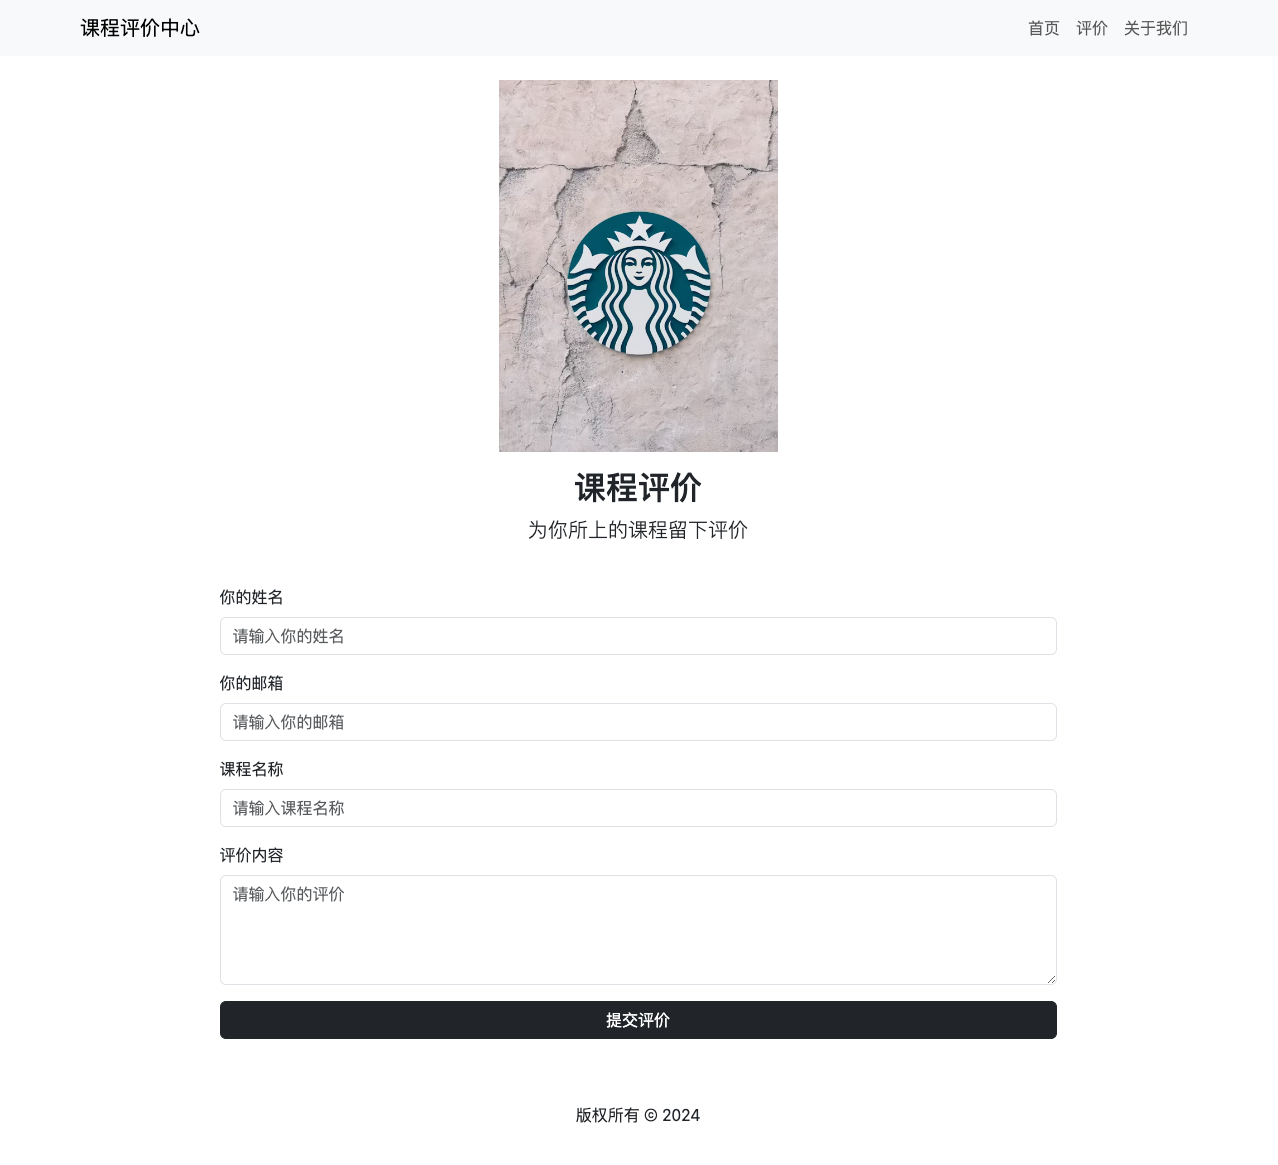 课程评价中心
首页 评价 关于我们
课程评价
为你所上的课程留下评价
你的姓名
请输入你的姓名
你的邮箱
请输入你的邮箱
课程名称
请输入课程名称
评价内容
请输入你的评价
提交评价
版权所有 © 2024